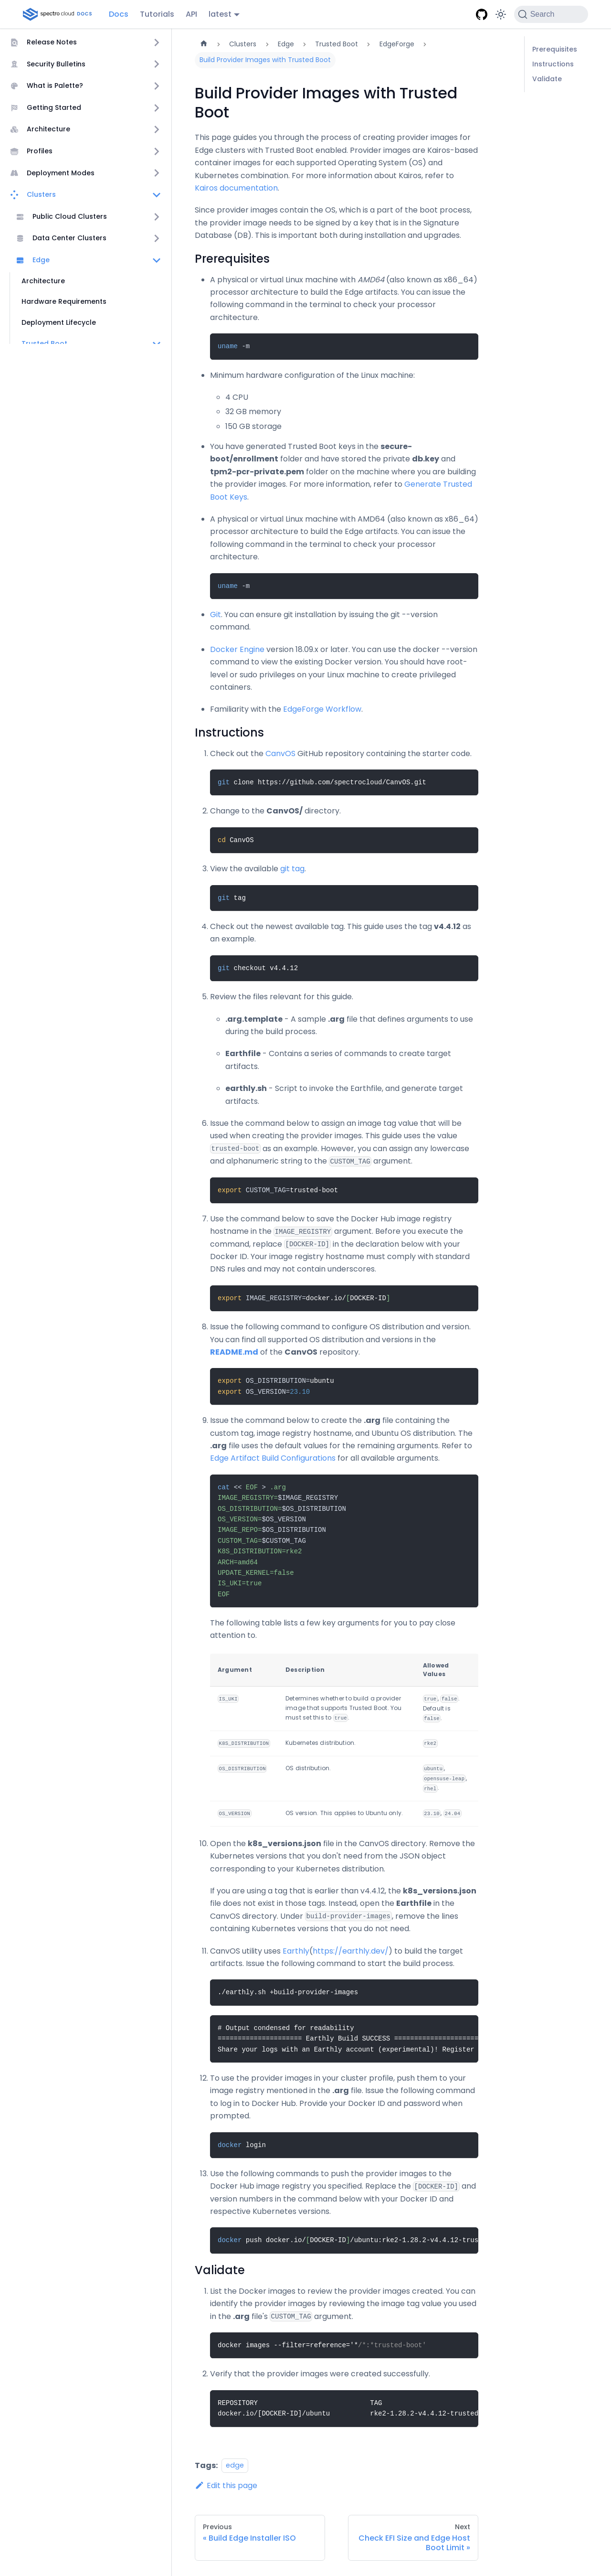 spectro cloud DOCS
Docs Tutorials API latest
Search
Release Notes
Security Bulletins
What is Palette?
Getting Started
Architecture
Profiles
Deployment Modes
Clusters
Public Cloud Clusters
Data Center Clusters
Edge
Architecture
Hardware Requirements
Deployment Lifecycle
Trusted Boot
Clusters > Edge > Trusted Boot > EdgeForge >
Build Provider Images with Trusted Boot
Build Provider Images with Trusted
Boot
This page guides you through the process of creating provider images for
Edge clusters with Trusted Boot enabled. Provider images are Kairos-based
container images for each supported Operating System (OS) and
Kubernetes combination. For more information about Kairos, refer to
Kairos documentation.
Since provider images contain the OS, which is a part of the boot process,
the provider image needs to be signed by a key that is in the Signature
Database (DB). This is important both during installation and upgrades.
Prerequisites
A physical or virtual Linux machine with AMD64 (also known as x86_64)
processor architecture to build the Edge artifacts. You can issue the
following command in the terminal to check your processor
architecture.
uname -m
Minimum hardware configuration of the Linux machine:
4 CPU
32 GB memory
150 GB storage
You have generated Trusted Boot keys in the secure-
boot/enrollment folder and have stored the private db.key and
tpm2-pcr-private.pem folder on the machine where you are building
the provider images. For more information, refer to Generate Trusted
Boot Keys.
A physical or virtual Linux machine with AMD64 (also known as x86_64)
processor architecture to build the Edge artifacts. You can issue the
following command in the terminal to check your processor
architecture.
uname -m
Git. You can ensure git installation by issuing the git --version
command.
Docker Engine version 18.09.x or later. You can use the docker --version
command to view the existing Docker version. You should have root-
level or sudo privileges on your Linux machine to create privileged
containers.
Familiarity with the EdgeForge Workflow.
Instructions
1. Check out the CanvOS GitHub repository containing the starter code.
git clone https://github.com/spectrocloud/CanvOS.git
2. Change to the CanvOS/ directory.
cd CanvOS
3. View the available git tag.
git tag
4. Check out the newest available tag. This guide uses the tag v4.4.12 as
an example.
git checkout v4.4.12
5. Review the files relevant for this guide.
.arg.template - A sample .arg file that defines arguments to use
during the build process.
Earthfile - Contains a series of commands to create target
artifacts.
earthly.sh - Script to invoke the Earthfile, and generate target
artifacts.
6. Issue the command below to assign an image tag value that will be
used when creating the provider images. This guide uses the value
trusted-boot as an example. However, you can assign any lowercase
and alphanumeric string to the CUSTOM_TAG argument.
export CUSTOM_TAG=trusted-boot
7. Use the command below to save the Docker Hub image registry
hostname in the IMAGE_REGISTRY argument. Before you execute the
command, replace [DOCKER-ID] in the declaration below with your
Docker ID. Your image registry hostname must comply with standard
DNS rules and may not contain underscores.
export IMAGE_REGISTRY=docker.io/[DOCKER-ID]
8. Issue the following command to configure OS distribution and version.
You can find all supported OS distribution and versions in the
README.md of the CanvOS repository.
export OS_DISTRIBUTION=ubuntu
export OS_VERSION=23.10
9. Issue the command below to create the .arg file containing the
custom tag, image registry hostname, and Ubuntu OS distribution. The
.arg file uses the default values for the remaining arguments. Refer to
Edge Artifact Build Configurations for all available arguments.
cat << EOF > .arg
IMAGE_REGISTRY=$IMAGE_REGISTRY
OS_DISTRIBUTION=$OS_DISTRIBUTION
OS_VERSION=$OS_VERSION
IMAGE_REPO=$OS_DISTRIBUTION
CUSTOM_TAG=$CUSTOM_TAG
K8S_DISTRIBUTION=rke2
ARCH=amd64
UPDATE_KERNEL=false
IS_UKI=true
EOF
The following table lists a few key arguments for you to pay close
attention to.
Argument Description Allowed Values
IS_UKI Determines whether to build a provider image that supports Trusted Boot. You must set this to true. true, false Default is false.
K8S_DISTRIBUTION Kubernetes distribution. rke2
OS_DISTRIBUTION OS distribution. ubuntu, opensuse-leap, rhel
OS_VERSION OS version. This applies to Ubuntu only. 23.10, 24.04
10. Open the k8s_versions.json file in the CanvOS directory. Remove the
Kubernetes versions that you don't need from the JSON object
corresponding to your Kubernetes distribution.
If you are using a tag that is earlier than v4.4.12, the k8s_versions.json
file does not exist in those tags. Instead, open the Earthfile in the
CanvOS directory. Under build-provider-images, remove the lines
containing Kubernetes versions that you do not need.
11. CanvOS utility uses Earthly(https://earthly.dev/) to build the target
artifacts. Issue the following command to start the build process.
./earthly.sh +build-provider-images
# Output condensed for readability
===================== Earthly Build SUCCESS =====================
Share your logs with an Earthly account (experimental)! Register
12. To use the provider images in your cluster profile, push them to your
image registry mentioned in the .arg file. Issue the following command
to log in to Docker Hub. Provide your Docker ID and password when
prompted.
docker login
13. Use the following commands to push the provider images to the
Docker Hub image registry you specified. Replace the [DOCKER-ID] and
version numbers in the command below with your Docker ID and
respective Kubernetes versions.
docker push docker.io/[DOCKER-ID]/ubuntu:rke2-1.28.2-v4.4.12-trus
Validate
1. List the Docker images to review the provider images created. You can
identify the provider images by reviewing the image tag value you used
in the .arg file's CUSTOM_TAG argument.
docker images --filter=reference='*/*:*trusted-boot'
2. Verify that the provider images were created successfully.
REPOSITORY TAG
docker.io/[DOCKER-ID]/ubuntu rke2-1.28.2-v4.4.12-trusted
Tags: edge
Edit this page
Previous
« Build Edge Installer ISO
Next
Check EFI Size and Edge Host
Boot Limit »
Prerequisites
Instructions
Validate